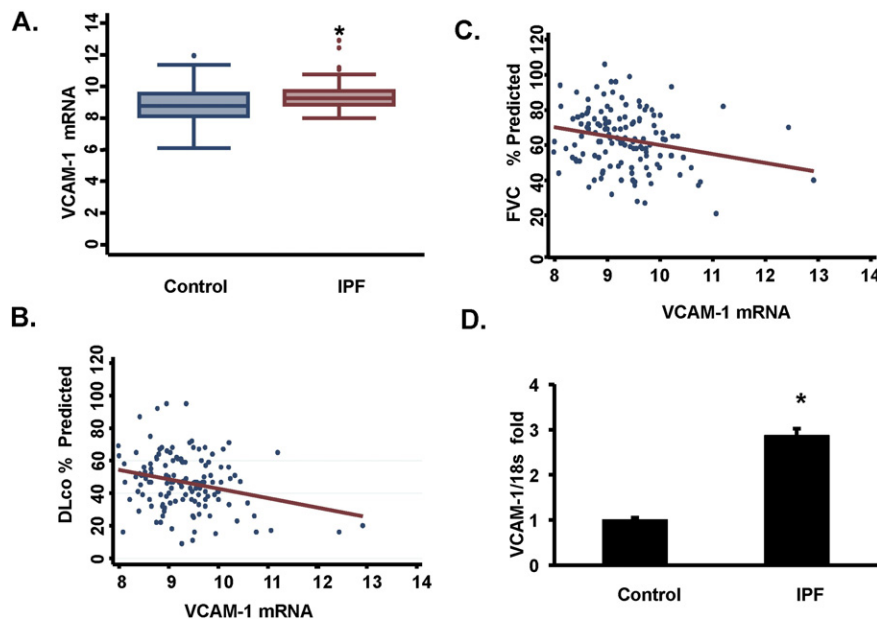 A.
VCAM-1 mRNA
14
12
10
8
6
4
2
0
*
Control IPF
B.
DLco % Predicted
120
100
80
60
40
20
0
8 9 10 11 12 13 14
VCAM-1 mRNA
C.
FVC % Predicted
120
100
80
60
40
20
0
8 9 10 11 12 13 14
VCAM-1 mRNA
D.
VCAM-1/18s fold
4
3
2
1
0
*
Control IPF